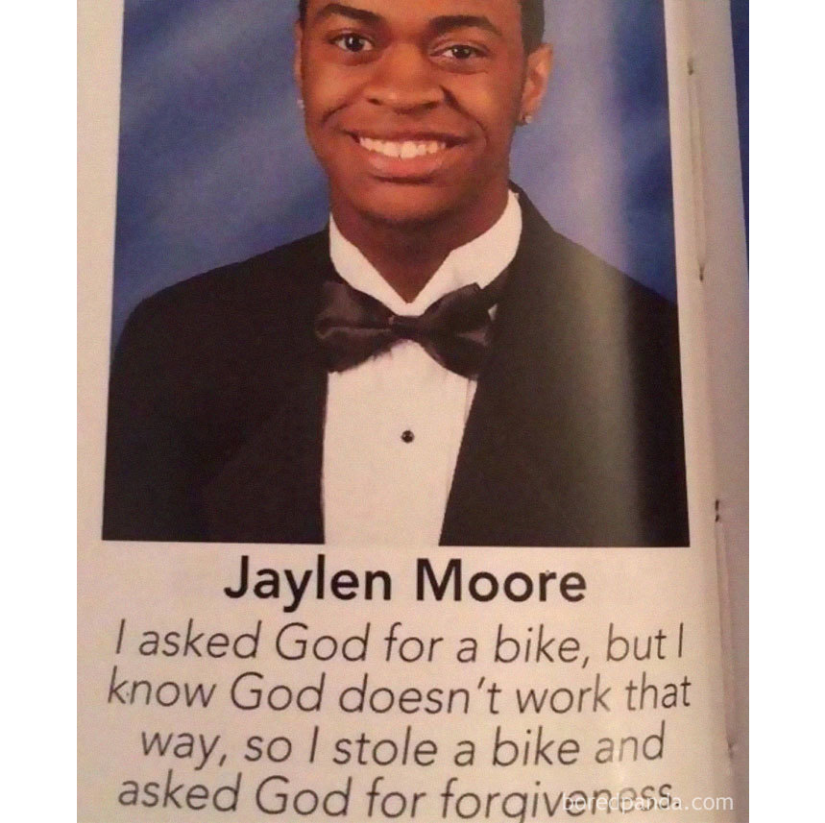 Jaylen Moore
I asked God for a bike, but I
know God doesn't work that
way, so I stole a bike and
asked God for forgiveness
boredpanda.com